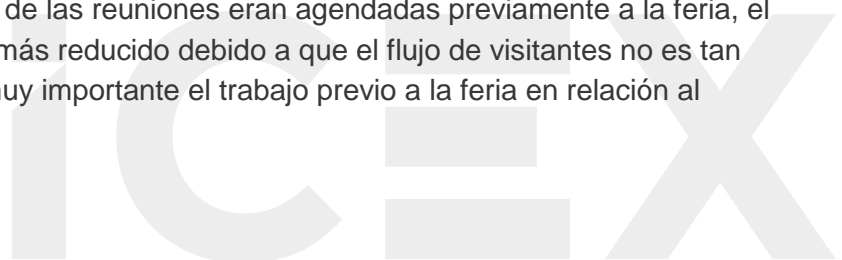 de las reuniones eran agendadas previamente a la feria, el
más reducido debido a que el flujo de visitantes no es tan
uy importante el trabajo previo a la feria en relación al
ICEX